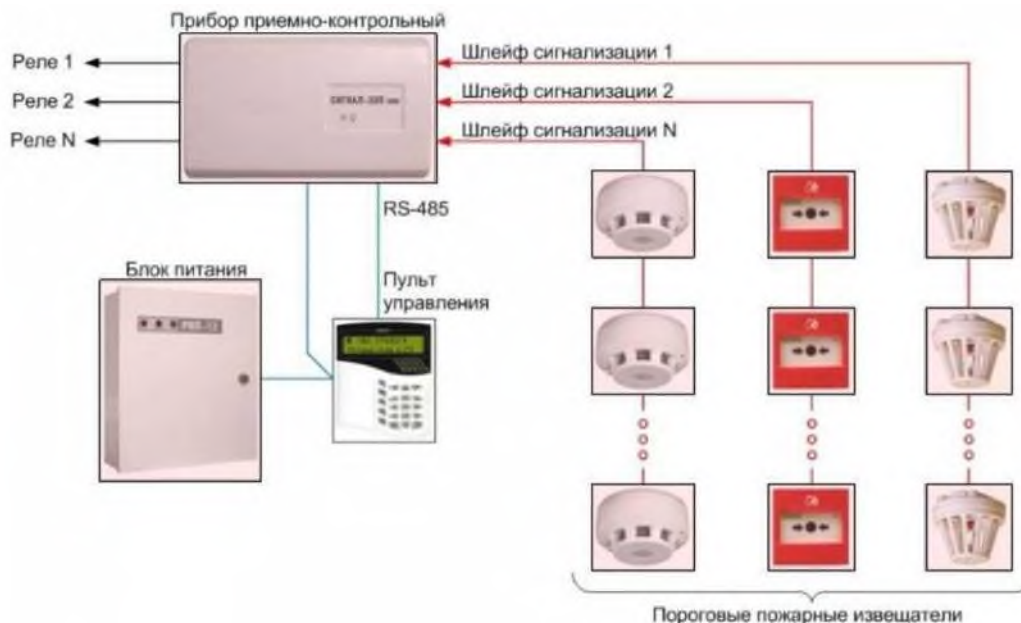 Прибор приемно-контрольный
Реле 1
Реле 2
Реле N
Шлейф сигнализации 1
Шлейф сигнализации 2
Шлейф сигнализации N
RS-485
Блок питания
Пульт
управления
Пороговые пожарные извещатели